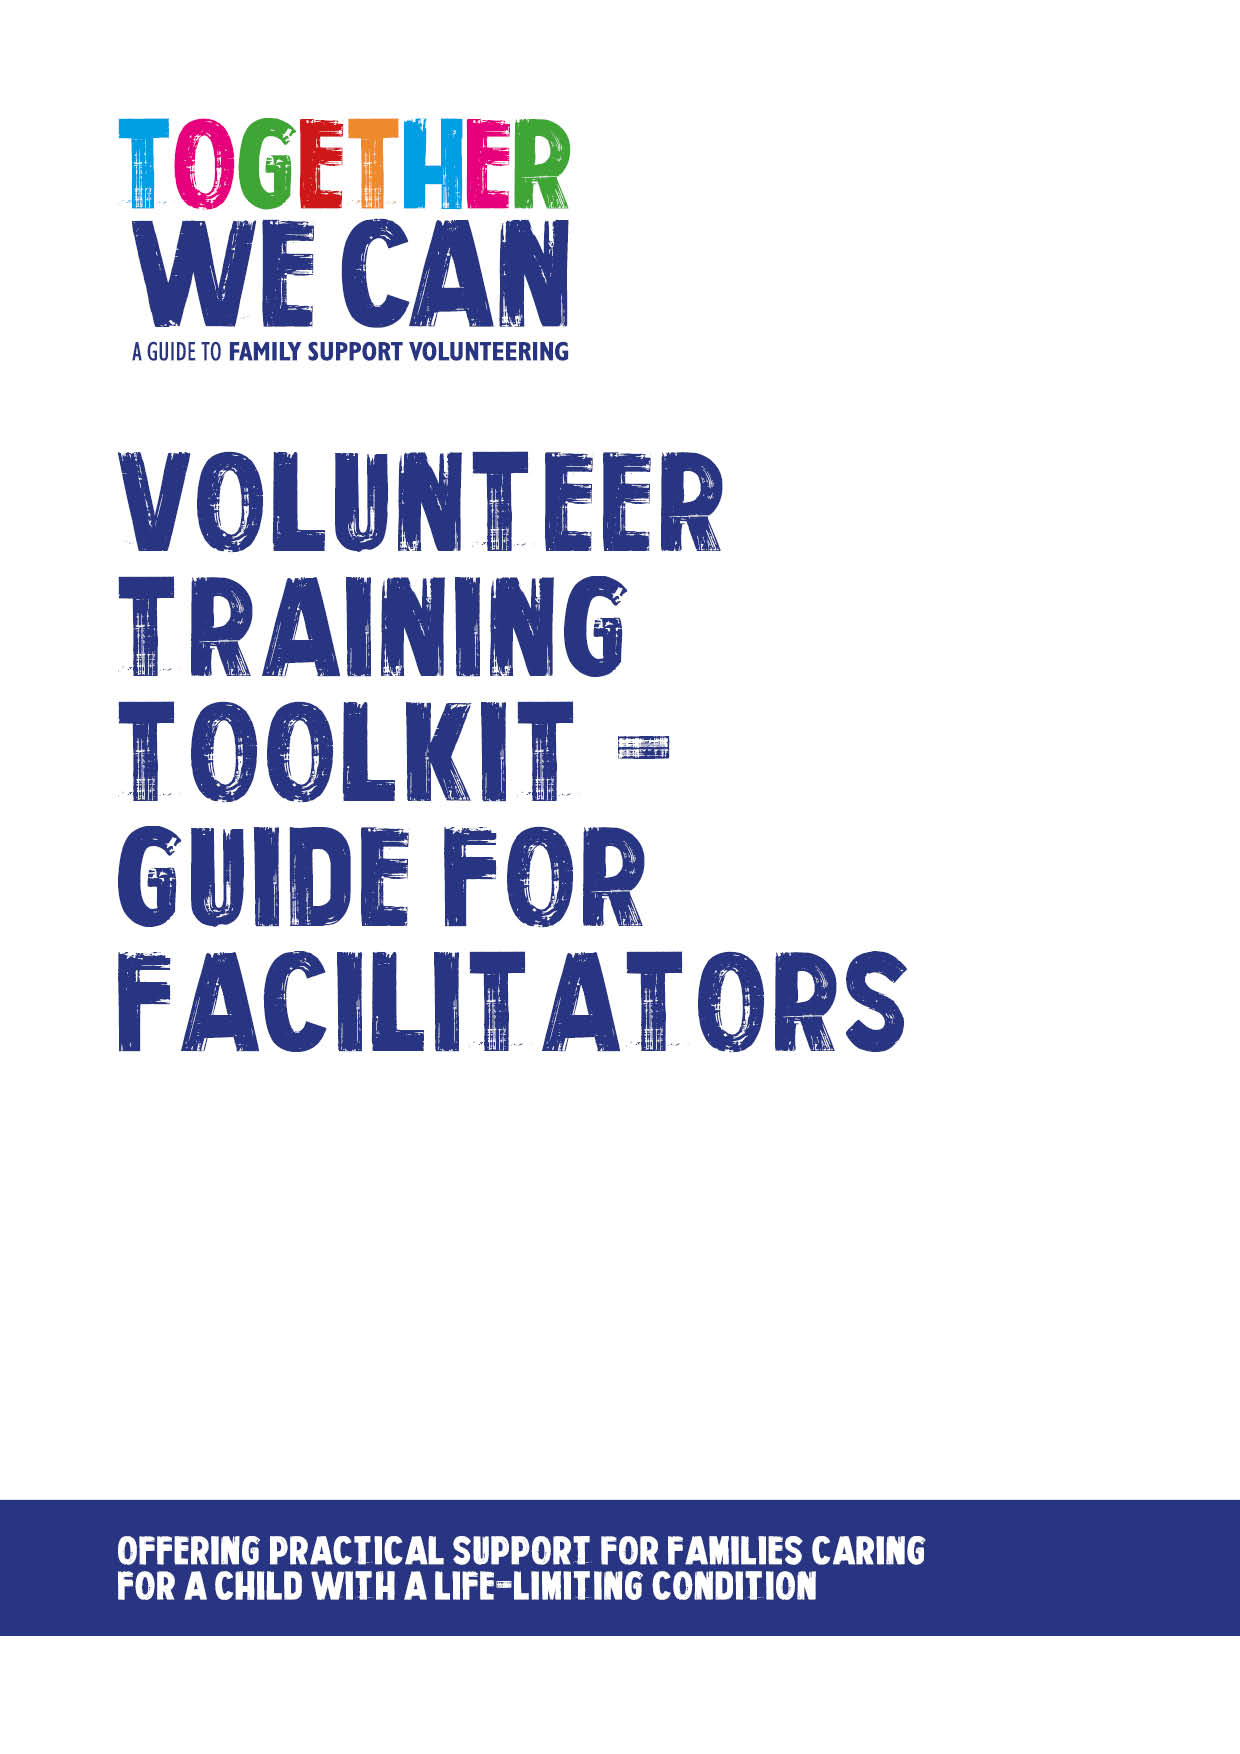 TOGETHER
WE CAN
A GUIDE TO FAMILY SUPPORT VOLUNTEERING
VOLUNTEER
TRAINING
TOOLKIT -
GUIDE FOR
FACILITATORS
OFFERING PRACTICAL SUPPORT FOR FAMILIES CARING
FOR A CHILD WITH A LIFE-LIMITING CONDITION